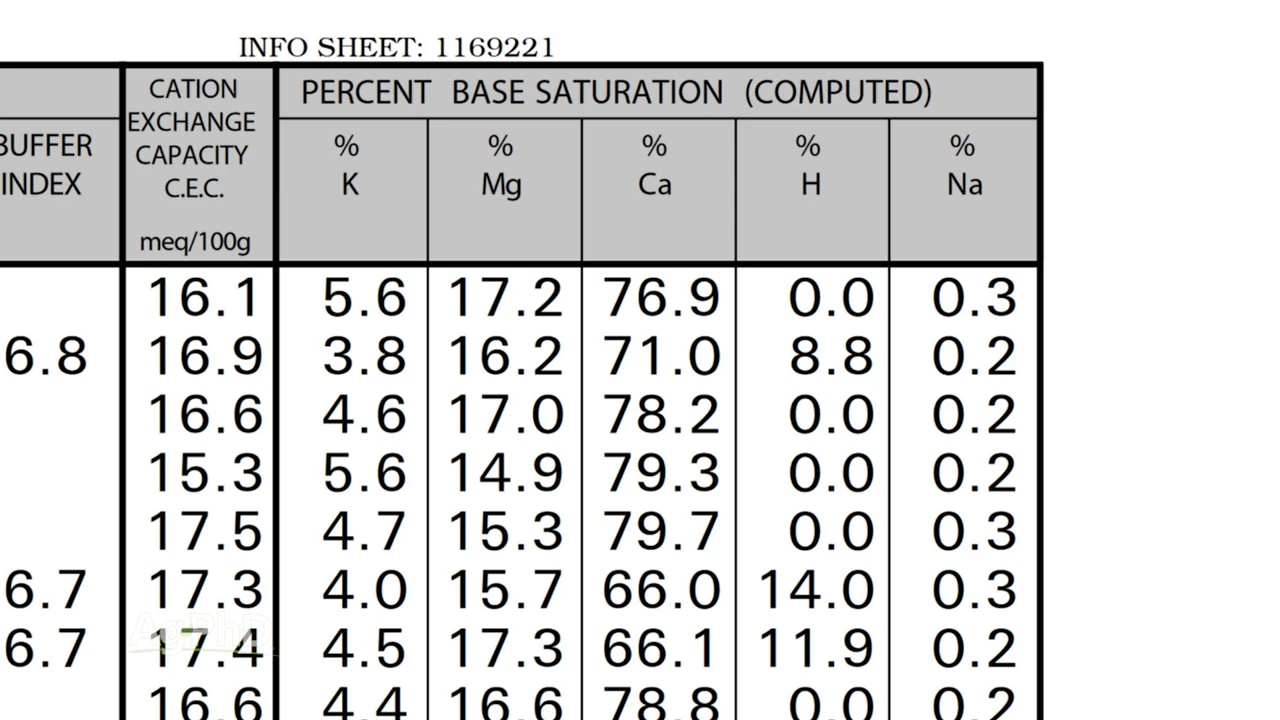 INFO SHEET: 1169221
CATION EXCHANGE CAPACITY C.E.C. meq/100g
PERCENT BASE SATURATION (COMPUTED)
BUFFER INDEX
% K
% Mg
% Ca
% H
% Na
16.1 5.6 17.2 76.9 0.0 0.3
6.8 16.9 3.8 16.2 71.0 8.8 0.2
16.6 4.6 17.0 78.2 0.0 0.2
15.3 5.6 14.9 79.3 0.0 0.2
17.5 4.7 15.3 79.7 0.0 0.3
6.7 17.3 4.0 15.7 66.0 14.0 0.3
Ag PhD
6.7 17.4 4.5 17.3 66.1 11.9 0.2
16.6 4.4 16.6 78.8 0.0 0.2